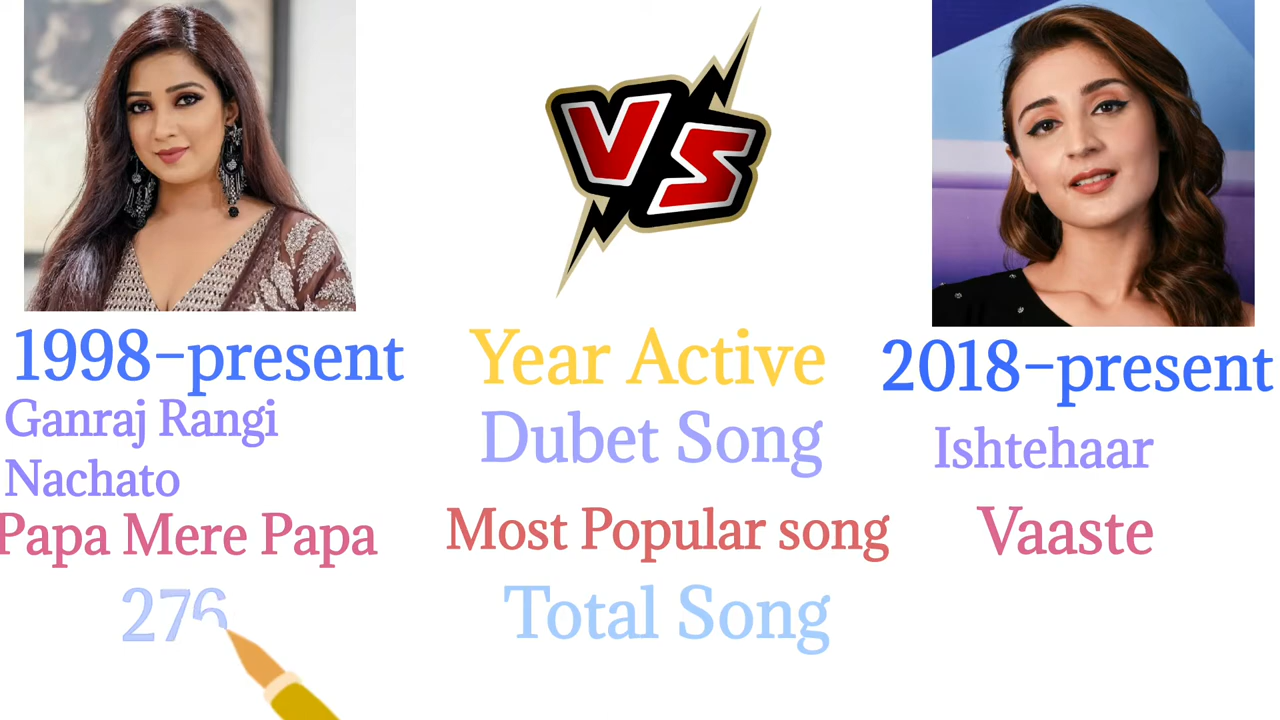 VS
1998-present
Year Active
2018-present
Ganraj Rangi
Nachato
Dubet Song
Ishtehaar
Papa Mere Papa
Most Popular song
Vaaste
276
Total Song